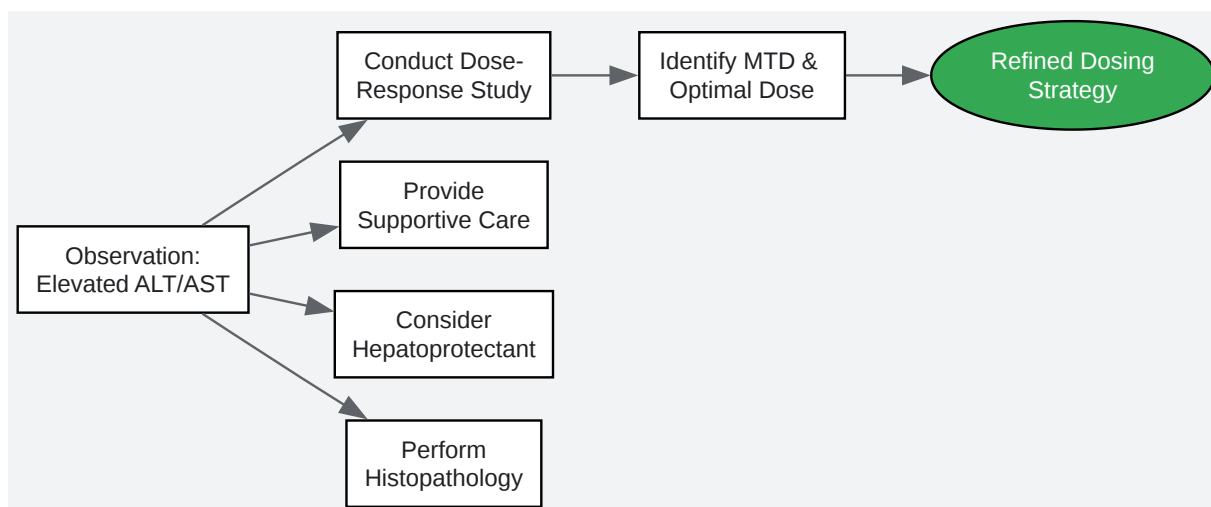 Conduct Dose-
Response Study
Identify MTD &
Optimal Dose
Refined Dosing
Strategy
Provide
Supportive Care
Observation:
Elevated ALT/AST
Consider
Hepatoprotectant
Perform
Histopathology